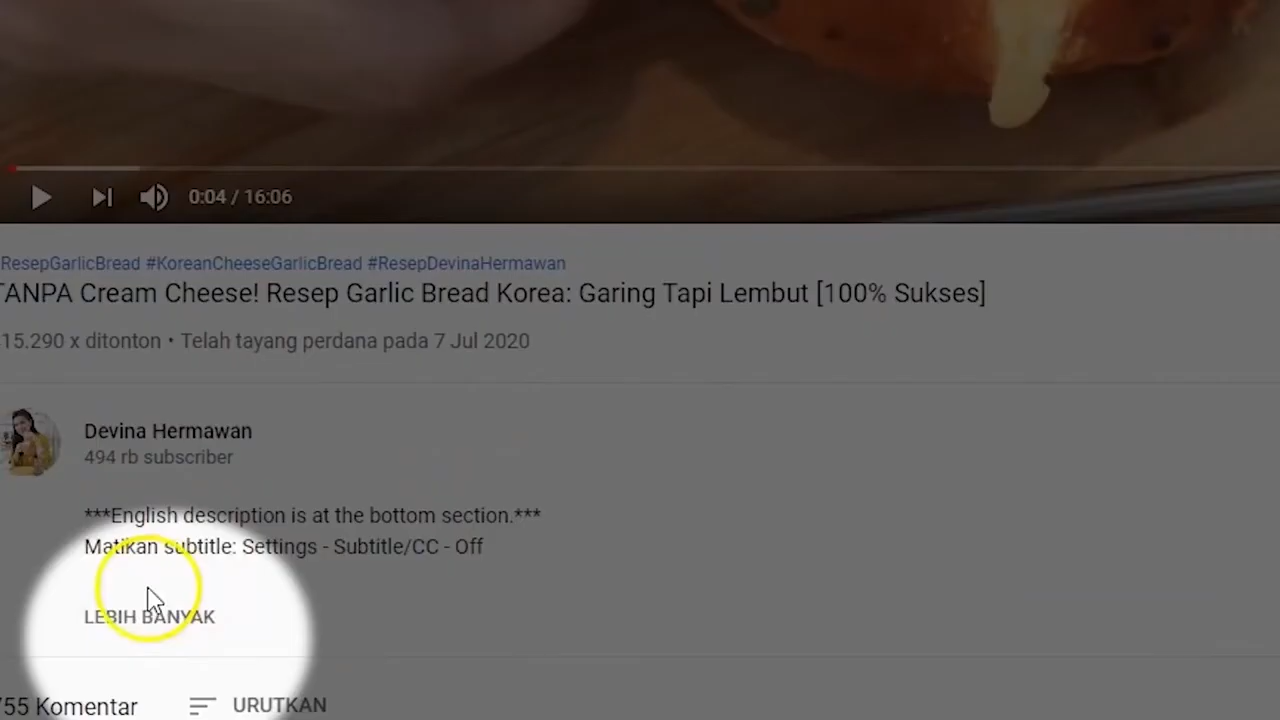 0:04 / 16:06
ResepGarlicBread #KoreanCheeseGarlicBread #ResepDevinaHermawan
TANPA Cream Cheese! Resep Garlic Bread Korea: Garing Tapi Lembut [100% Sukses]
15.290 x ditonton • Telah tayang perdana pada 7 Jul 2020
Devina Hermawan
494 rb subscriber
***English description is at the bottom section.***
Matikan subtitle: Settings - Subtitle/CC - Off
LEBIH BANYAK
55 Komentar
URUTKAN